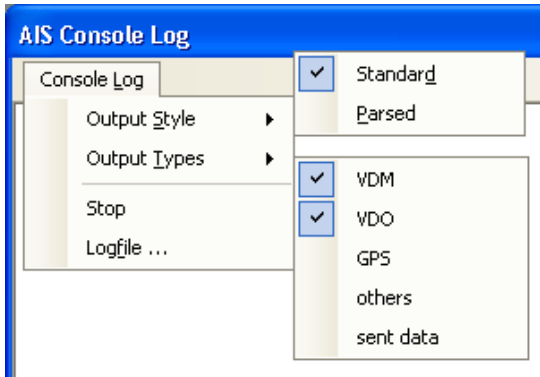 AIS Console Log
Console Log
Output Style
Output Types
Stop
Logfile ...
Standard
Parsed
VDM
VDO
GPS
others
sent data